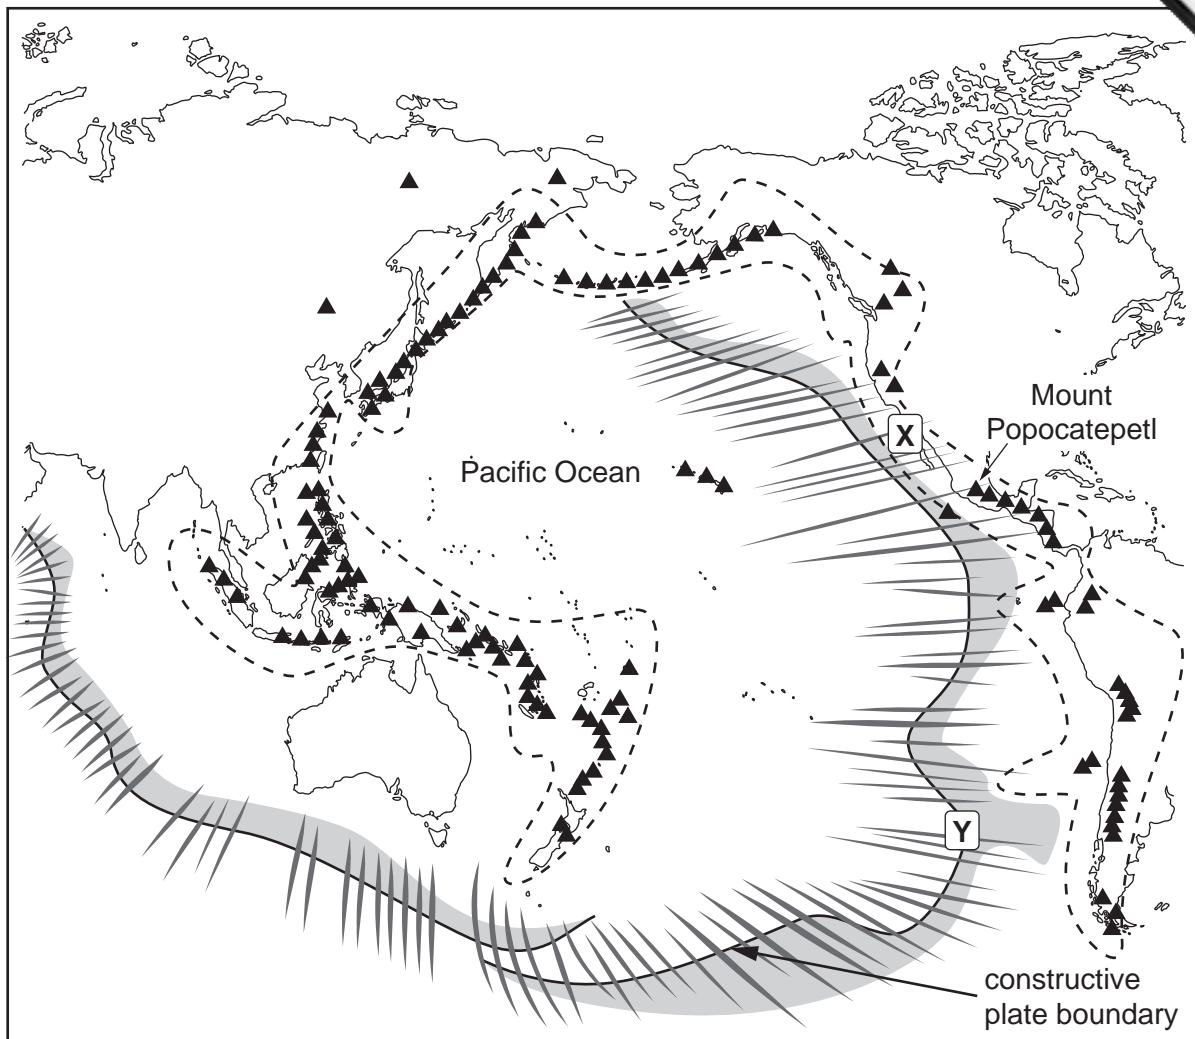 Mount
Popocatepetl
X
Pacific Ocean
Y
constructive
plate boundary